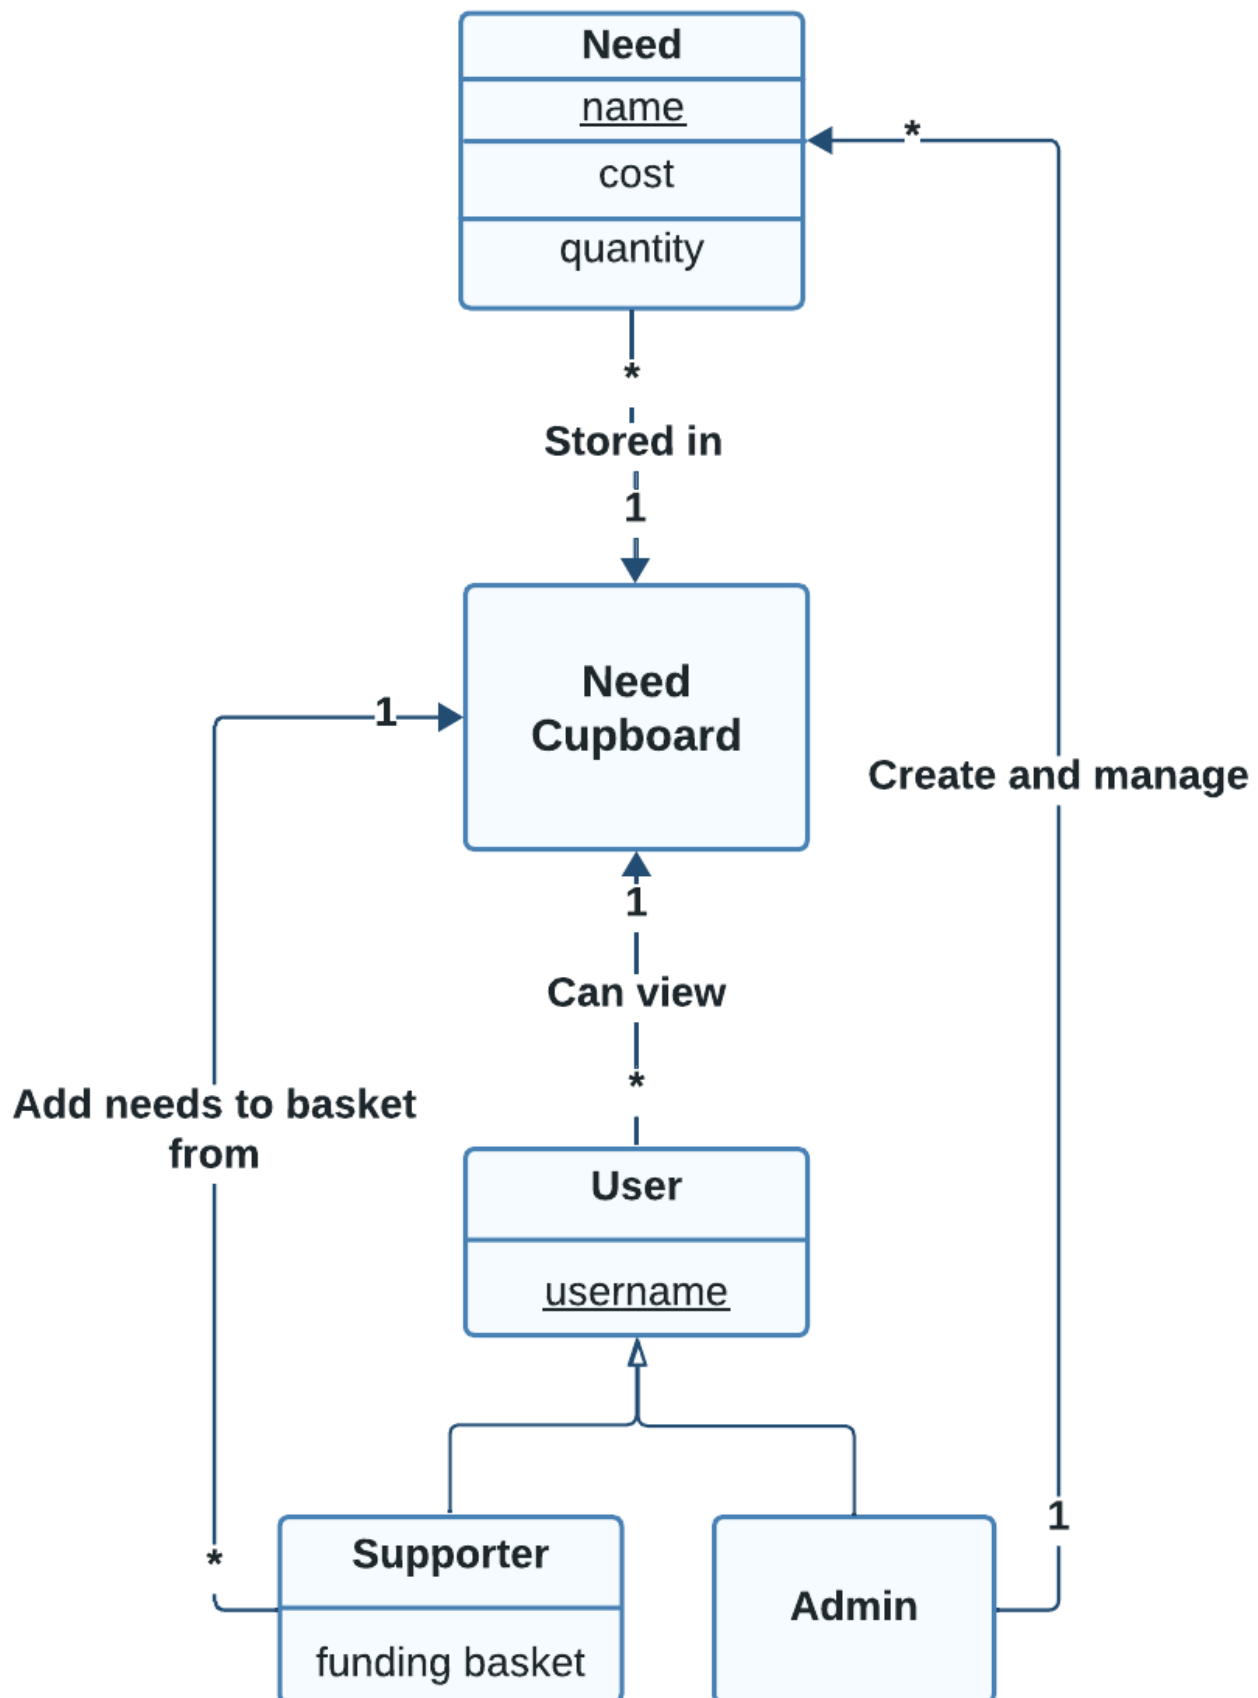 Need
name
*
cost
quantity
*
Stored in
1
Need
Cupboard
1
Create and manage
1
Can view
*
Add needs to basket
from
User
username
1
*
Supporter
Admin
funding basket